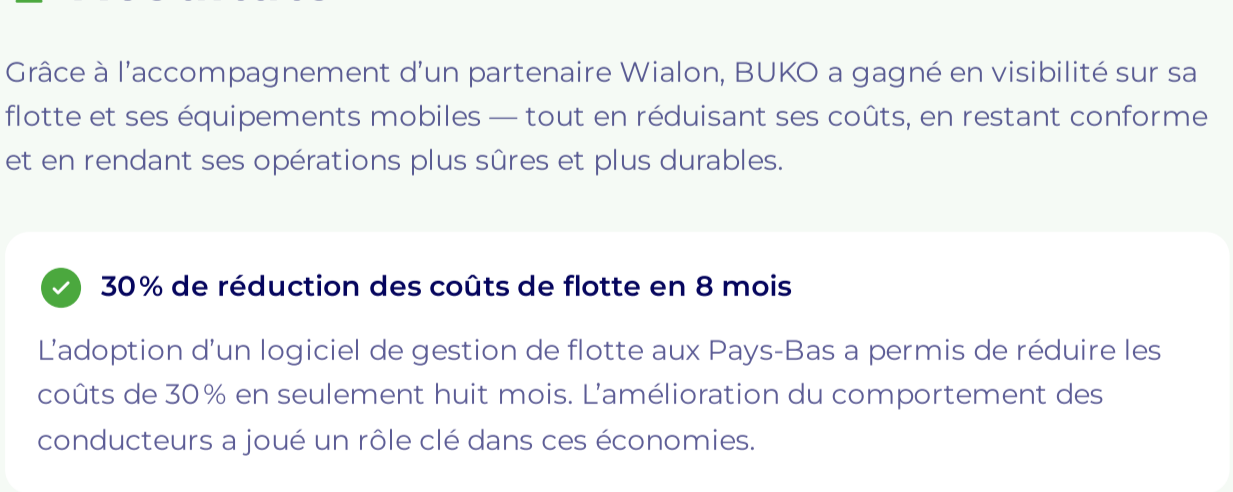 Grâce à l’accompagnement d’un partenaire Wialon, BUKO a gagné en visibilité sur sa
flotte et ses équipements mobiles — tout en réduisant ses coûts, en restant conforme
et en rendant ses opérations plus sûres et plus durables.
30 % de réduction des coûts de flotte en 8 mois
L’adoption d’un logiciel de gestion de flotte aux Pays-Bas a permis de réduire les
coûts de 30 % en seulement huit mois. L’amélioration du comportement des
conducteurs a joué un rôle clé dans ces économies.